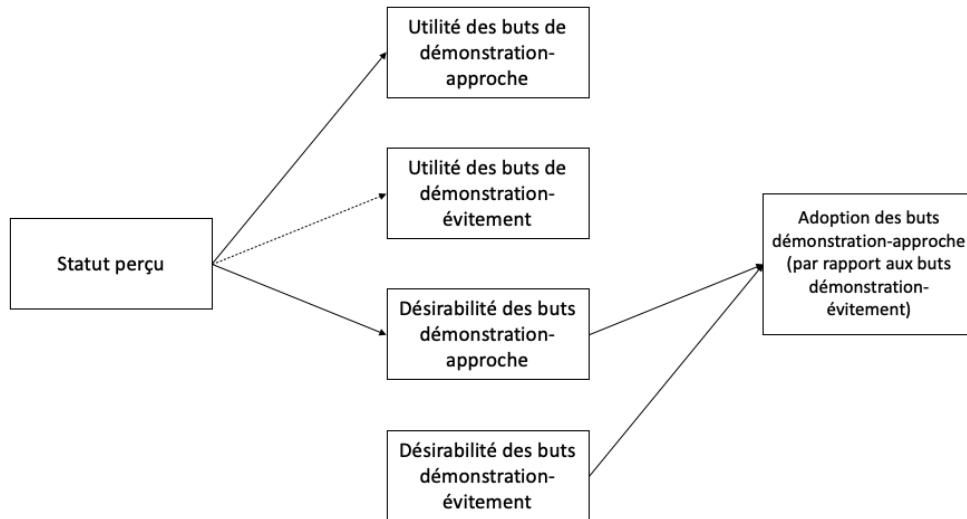 Utilité des buts de
démonstration-
approche
Utilité des buts de
démonstration-
évitement
Statut perçu
Adoption des buts
démonstration-approche
(par rapport aux buts
démonstration-
évitement)
Désirabilité des buts
démonstration-
approche
Désirabilité des buts
démonstration-
évitement